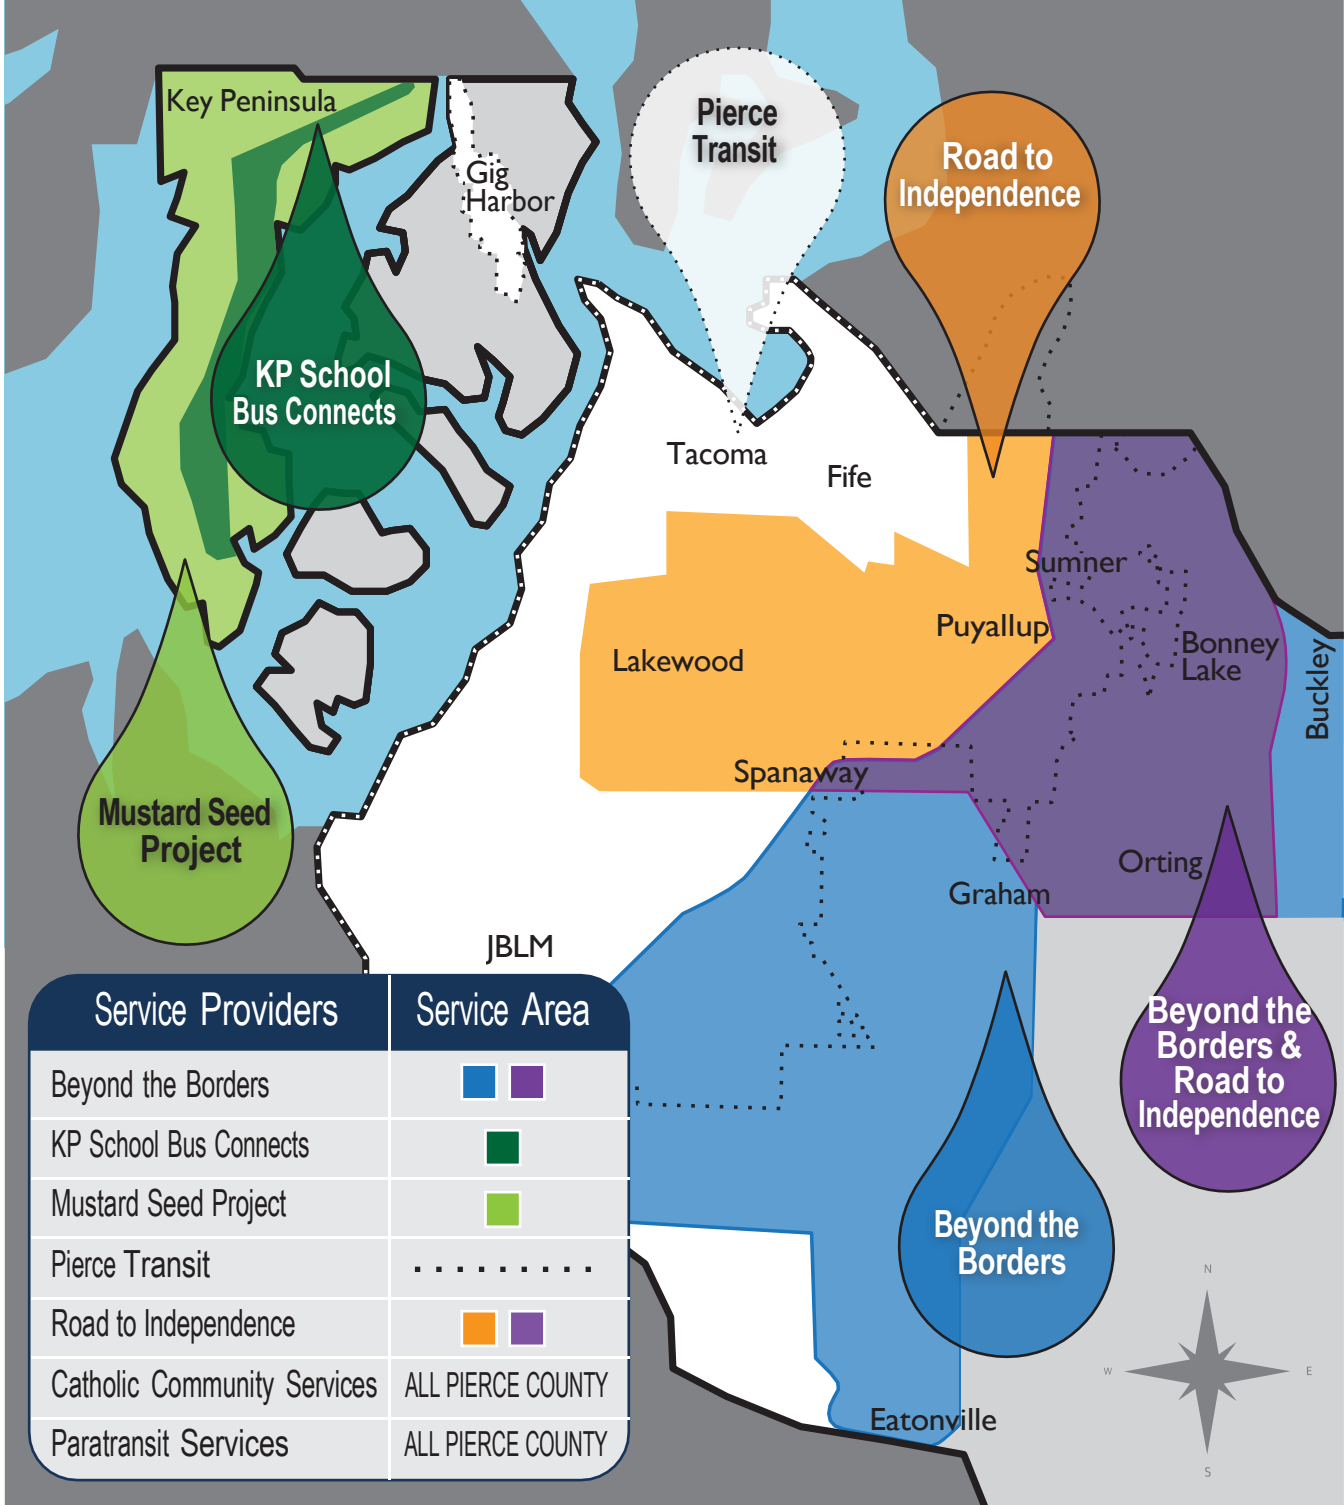 Key Peninsula
Gig
Harbor
Pierce
Transit
Road to
Independence
KP School
Bus Connects
Tacoma
Fife
Sumner
Puyallup
Lakewood
Bonney
Lake
Buckley
Spanaway
Mustard Seed
Project
Orting
Graham
JBLM
Beyond the
Borders &
Road to
Independence
Beyond the
Borders
Eatonville
N
W
E
S
Service Providers Service Area
Beyond the Borders
KP School Bus Connects
Mustard Seed Project
Pierce Transit
Road to Independence
Catholic Community Services ALL PIERCE COUNTY
Paratransit Services ALL PIERCE COUNTY